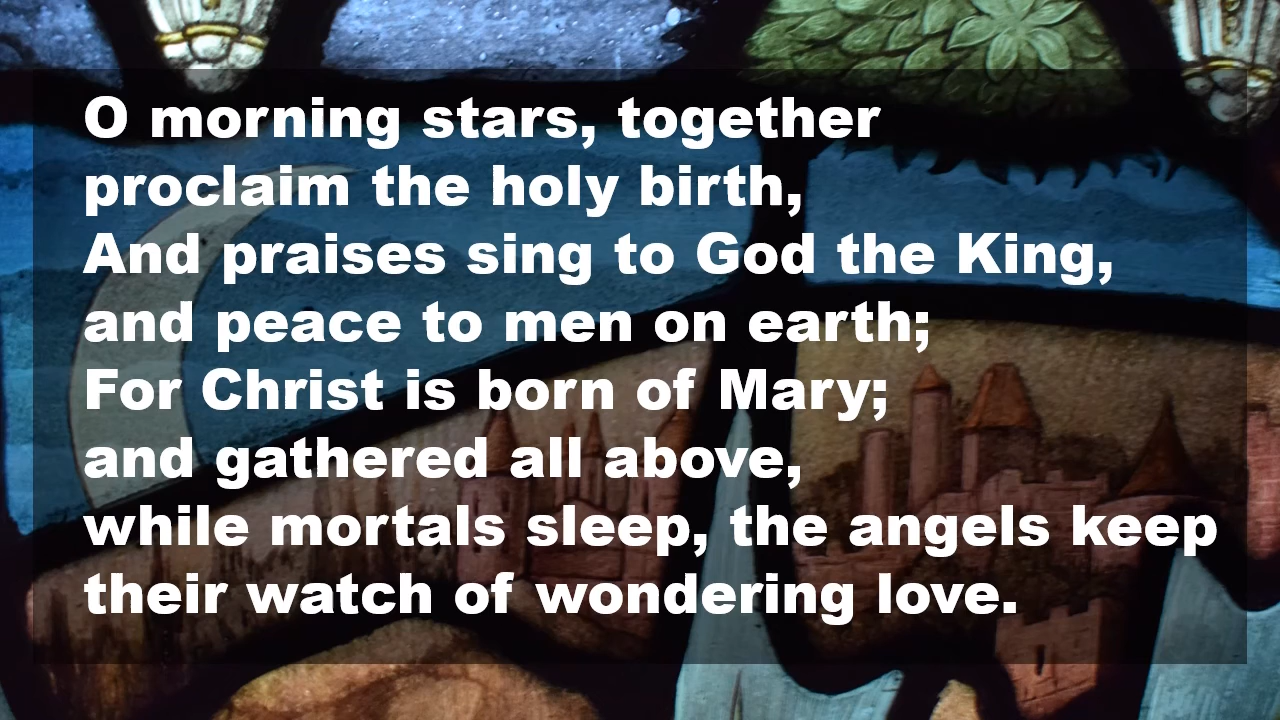 O morning stars, together
proclaim the holy birth,
And praises sing to God the King,
and peace to men on earth;
For Christ is born of Mary;
and gathered all above,
while mortals sleep, the angels keep
their watch of wondering love.